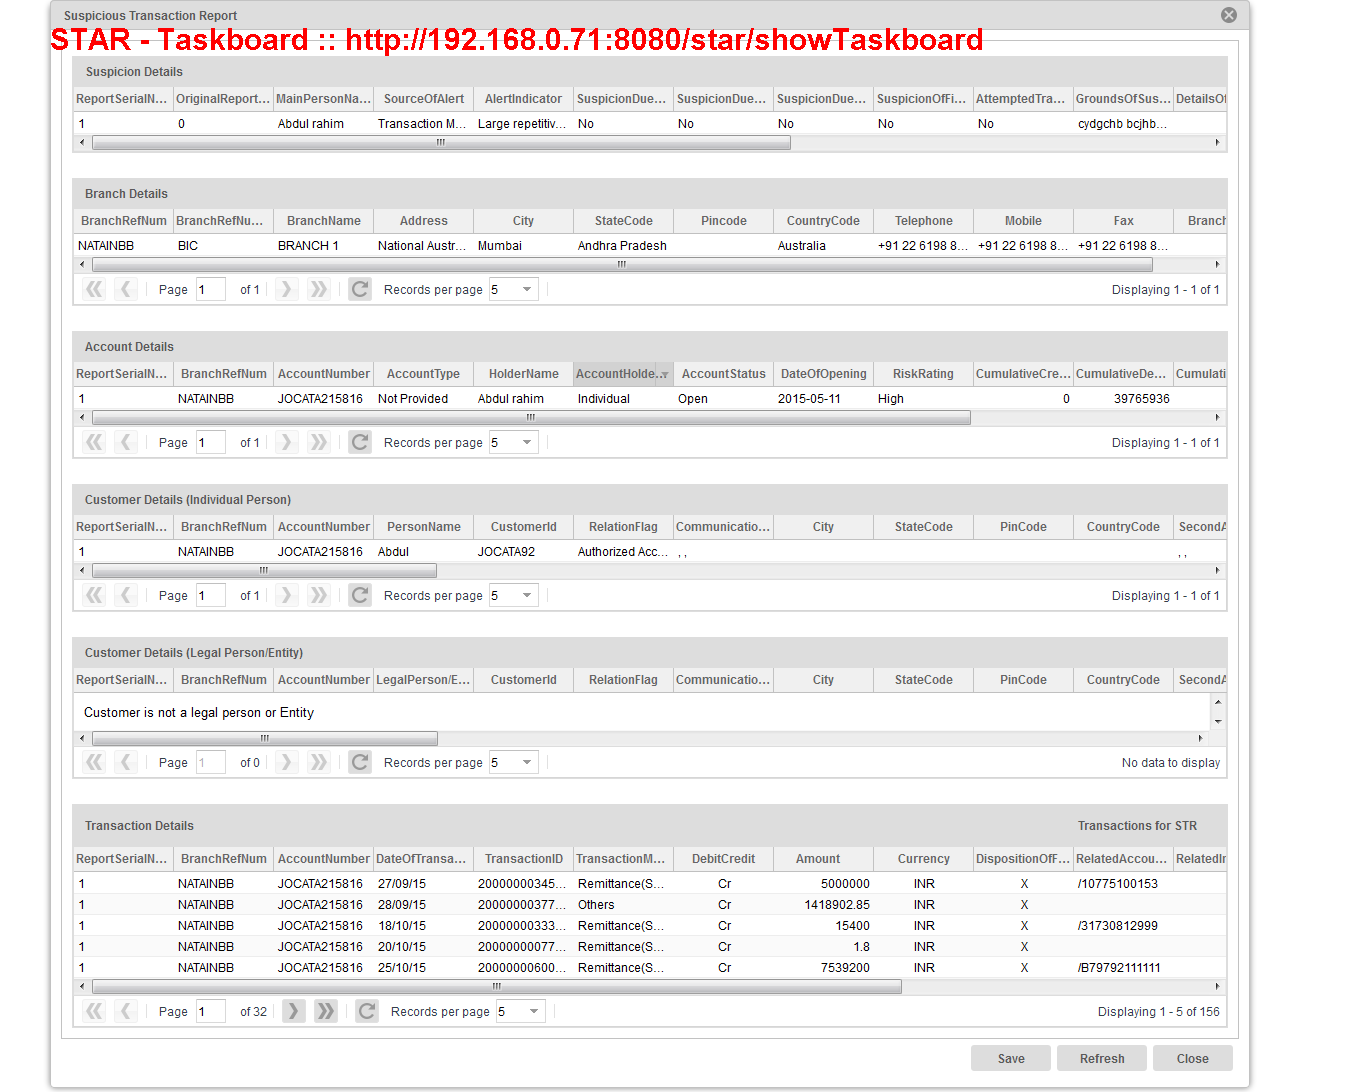 Suspicious Transaction Report
STAR - Taskboard :: http://192.168.0.71:8080/star/showTaskboard
Suspicion Details
ReportSerialN... OriginalReport... MainPersonNa... SourceOfAlert AlertIndicator SuspicionDue... SuspicionDue... SuspicionDue... SuspicionOfFi... AttemptedTra... GroundsOfSus... DetailsOf
1 0 Abdul rahim Transaction M... Large repetitiv... No No No No No cydgchb bcjhb...
Branch Details
BranchRefNum BranchRefNu... BranchName Address City StateCode Pincode CountryCode Telephone Mobile Fax Branch
NATAINBB BIC BRANCH 1 National Austr... Mumbai Andhra Pradesh Australia +91 22 6198 8... +91 22 6198 8... +91 22 6198 8...
Page 1 of 1 Records per page 5 Displaying 1 - 1 of 1
Account Details
ReportSerialN... BranchRefNum AccountNumber AccountType HolderName AccountHolde... AccountStatus DateOfOpening RiskRating CumulativeCre... CumulativeDe... Cumulati
1 NATAINBB JOCATA215816 Not Provided Abdul rahim Individual Open 2015-05-11 High 0 39765936
Page 1 of 1 Records per page 5 Displaying 1 - 1 of 1
Customer Details (Individual Person)
ReportSerialN... BranchRefNum AccountNumber PersonName CustomerId RelationFlag Communicatio... City StateCode PinCode CountryCode SecondA
1 NATAINBB JOCATA215816 Abdul JOCATA92 Authorized Acc... , , , ,
Page 1 of 1 Records per page 5 Displaying 1 - 1 of 1
Customer Details (Legal Person/Entity)
ReportSerialN... BranchRefNum AccountNumber LegalPerson/E... CustomerId RelationFlag Communicatio... City StateCode PinCode CountryCode SecondA
Customer is not a legal person or Entity
Page 1 of 0 Records per page 5 No data to display
Transaction Details Transactions for STR
ReportSerialN... BranchRefNum AccountNumber DateOfTransa... TransactionID TransactionM... DebitCredit Amount Currency DispositionOfF... RelatedAccou... RelatedIn
1 NATAINBB JOCATA215816 27/09/15 20000000345... Remittance(S... Cr 5000000 INR X /10775100153
1 NATAINBB JOCATA215816 28/09/15 20000000377... Others Cr 1418902.85 INR X
1 NATAINBB JOCATA215816 18/10/15 20000000333... Remittance(S... Cr 15400 INR X /31730812999
1 NATAINBB JOCATA215816 20/10/15 20000000077... Remittance(S... Cr 1.8 INR X
1 NATAINBB JOCATA215816 25/10/15 20000000600... Remittance(S... Cr 7539200 INR X /B79792111111
Page 1 of 32 Records per page 5 Displaying 1 - 5 of 156
Save Refresh Close